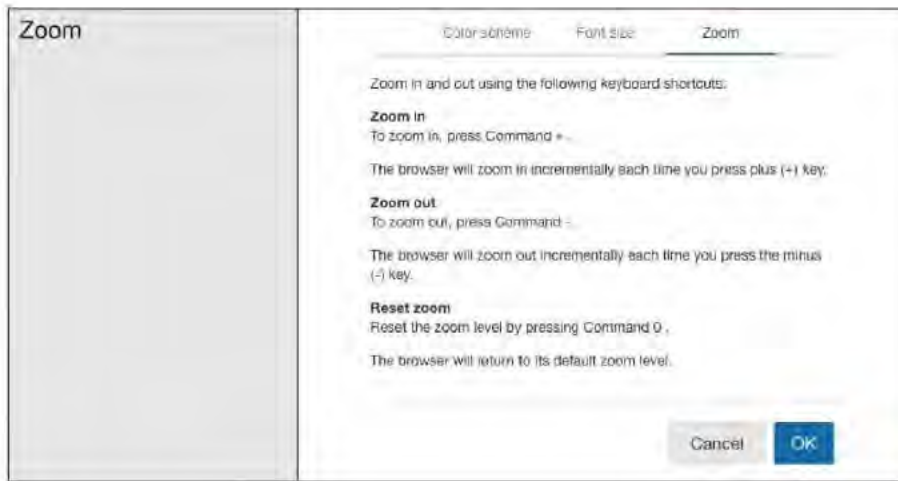 Zoom
Color scheme Font size Zoom
Zoom in and out using the following keyboard shortcuts:
Zoom in
To zoom in, press Command + .
The browser will zoom in incrementally each time you press plus (+) key.
Zoom out
To zoom out, press Command - .
The browser will zoom out incrementally each time you press the minus
(-) key.
Reset zoom
Reset the zoom level by pressing Command 0 .
The browser will return to its default zoom level.
Cancel OK